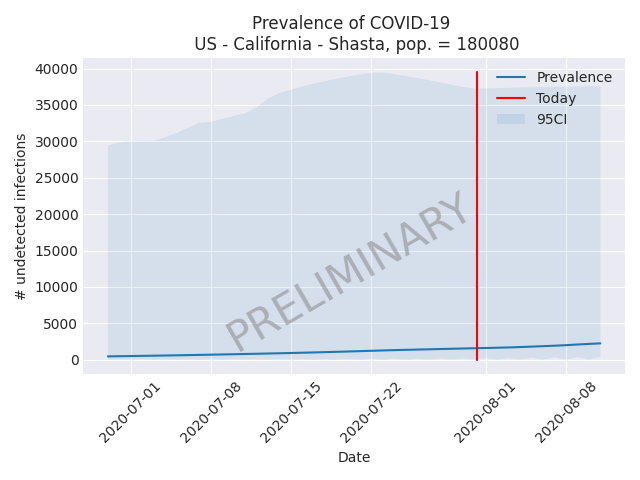 Prevalence of COVID-19
US - California - Shasta, pop. = 180080
40000
35000
30000
25000
20000
15000
10000
5000
0
# undetected infections
Prevalence
Today
95CI
PRELIMINARY
2020-07-01
2020-07-08
2020-07-15
2020-07-22
2020-08-01
2020-08-08
Date